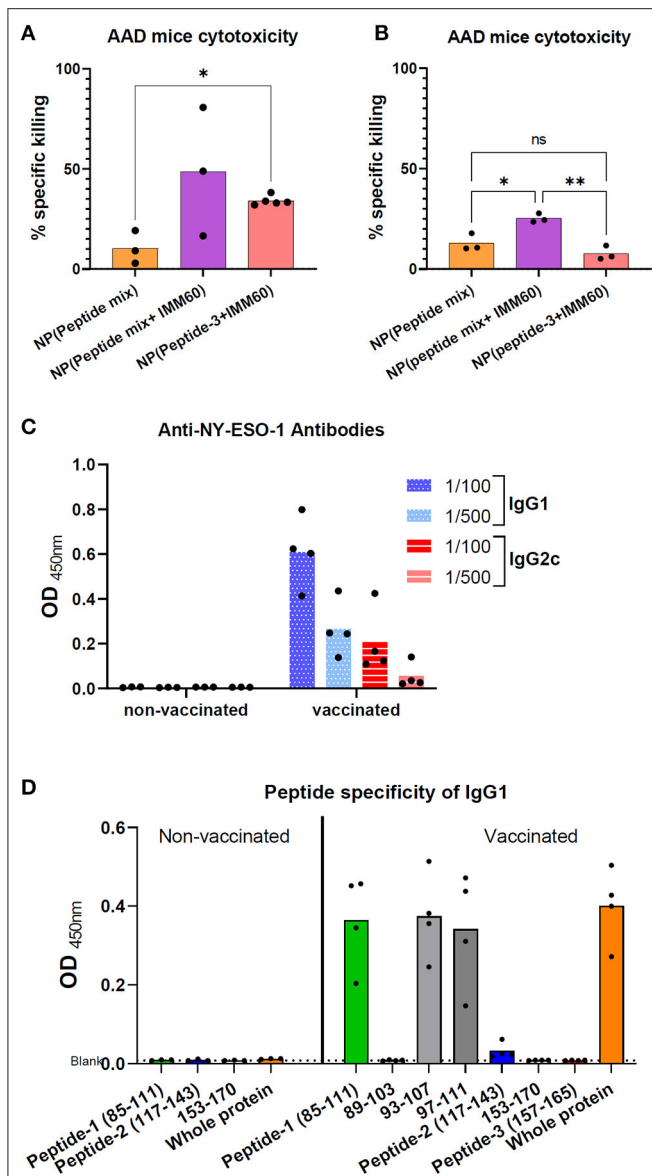 A
AAD mice cytotoxicity
% specific killing
100
50
0
*
NP(Peptide mix)
NP(Peptide mix+ IMM60)
NP(Peptide-3+IMM60)
B
AAD mice cytotoxicity
% specific killing
100
50
0
ns
* **
NP(Peptide mix)
NP(peptide mix+ IMM60)
NP(peptide-3+IMM60)
C
Anti-NY-ESO-1 Antibodies
OD 450nm
1.0
0.8
0.6
0.4
0.2
0.0
1/100
1/500
IgG1
1/100
1/500
IgG2c
non-vaccinated vaccinated
D
Peptide specificity of IgG1
Non-vaccinated Vaccinated
OD 450nm
0.6
0.4
0.2
0.0
Blank
Peptide-1 (85-111)
Peptide-2 (117-143)
153-170
Whole protein
Peptide-1 (85-111)
89-103
93-107
97-111
Peptide-2 (117-143)
153-170
Peptide-3 (157-165)
Whole protein